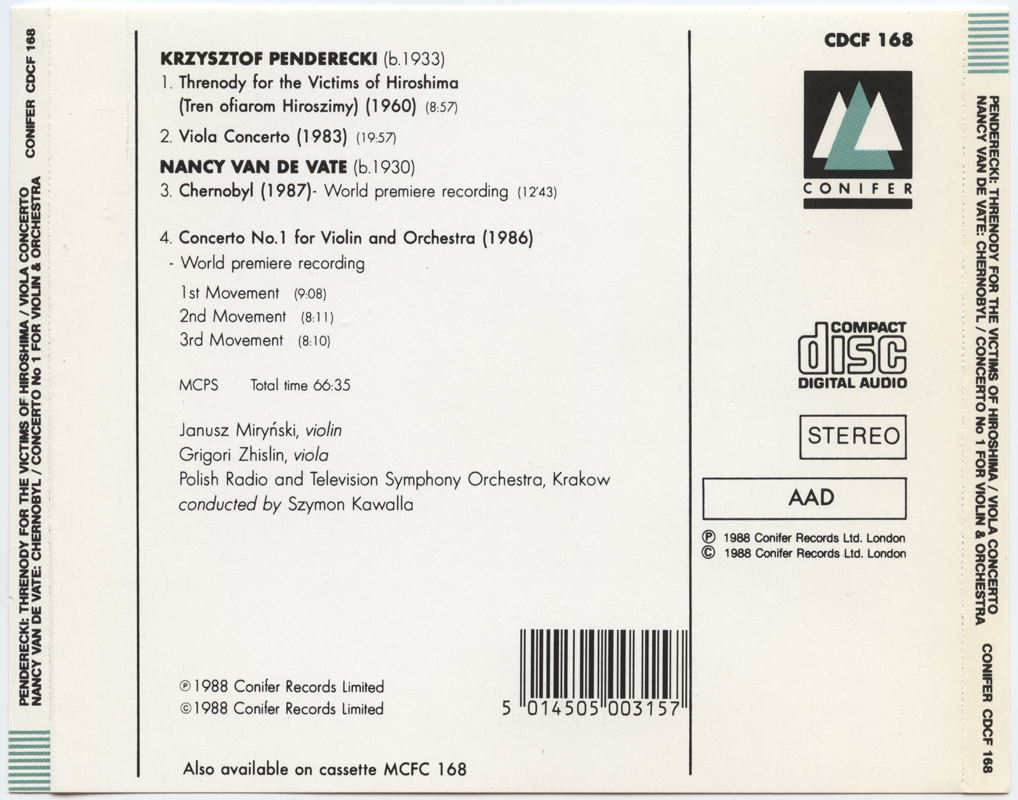 CONIFER CDCF 168
PENDERECKI: THRENODY FOR THE VICTIMS OF HIROSHIMA / VIOLA CONCERTO
NANCY VAN DE VATE: CHERNOBYL / CONCERTO No 1 FOR VIOLIN & ORCHESTRA
KRZYSZTOF PENDERECKI (b.1933)
1. Threnody for the Victims of Hiroshima
(Tren ofiarom Hiroszimy) (1960) (8:57)
2. Viola Concerto (1983) (19:57)
NANCY VAN DE VATE (b.1930)
3. Chernobyl (1987)- World premiere recording (12'43)
4. Concerto No.1 for Violin and Orchestra (1986)
- World premiere recording
1st Movement (9:08)
2nd Movement (8:11)
3rd Movement (8:10)
MCPS Total time 66:35
Janusz Miryński, violin
Grigori Zhislin, viola
Polish Radio and Television Symphony Orchestra, Krakow
conducted by Szymon Kawalla
℗1988 Conifer Records Limited
©1988 Conifer Records Limited
5 014505 003157
Also available on cassette MCFC 168
CDCF 168
CONIFER
COMPACT
disc
DIGITAL AUDIO
STEREO
AAD
℗ 1988 Conifer Records Ltd. London
© 1988 Conifer Records Ltd. London
PENDERECKI: THRENODY FOR THE VICTIMS OF HIROSHIMA / VIOLA CONCERTO
NANCY VAN DE VATE: CHERNOBYL / CONCERTO No 1 FOR VIOLIN & ORCHESTRA
CONIFER CDCF 168